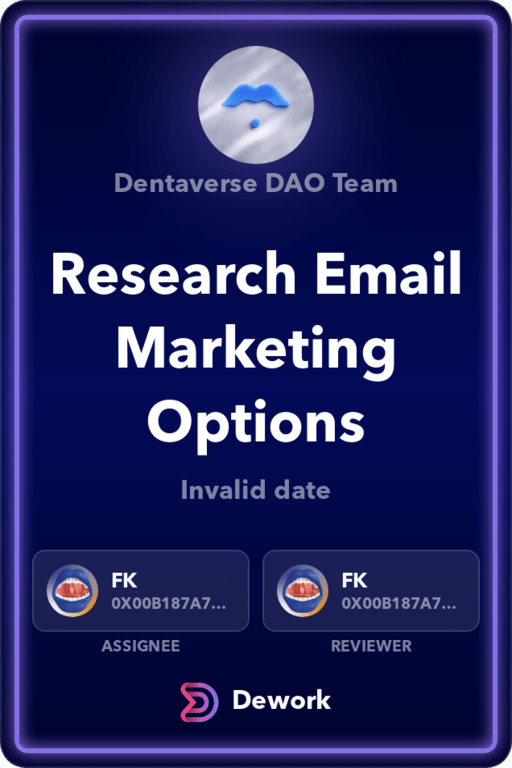 Dentaverse DAO Team
Research Email
Marketing
Options
Invalid date
FK
0X00B187A7...
ASSIGNEE
FK
0X00B187A7...
REVIEWER
Dework